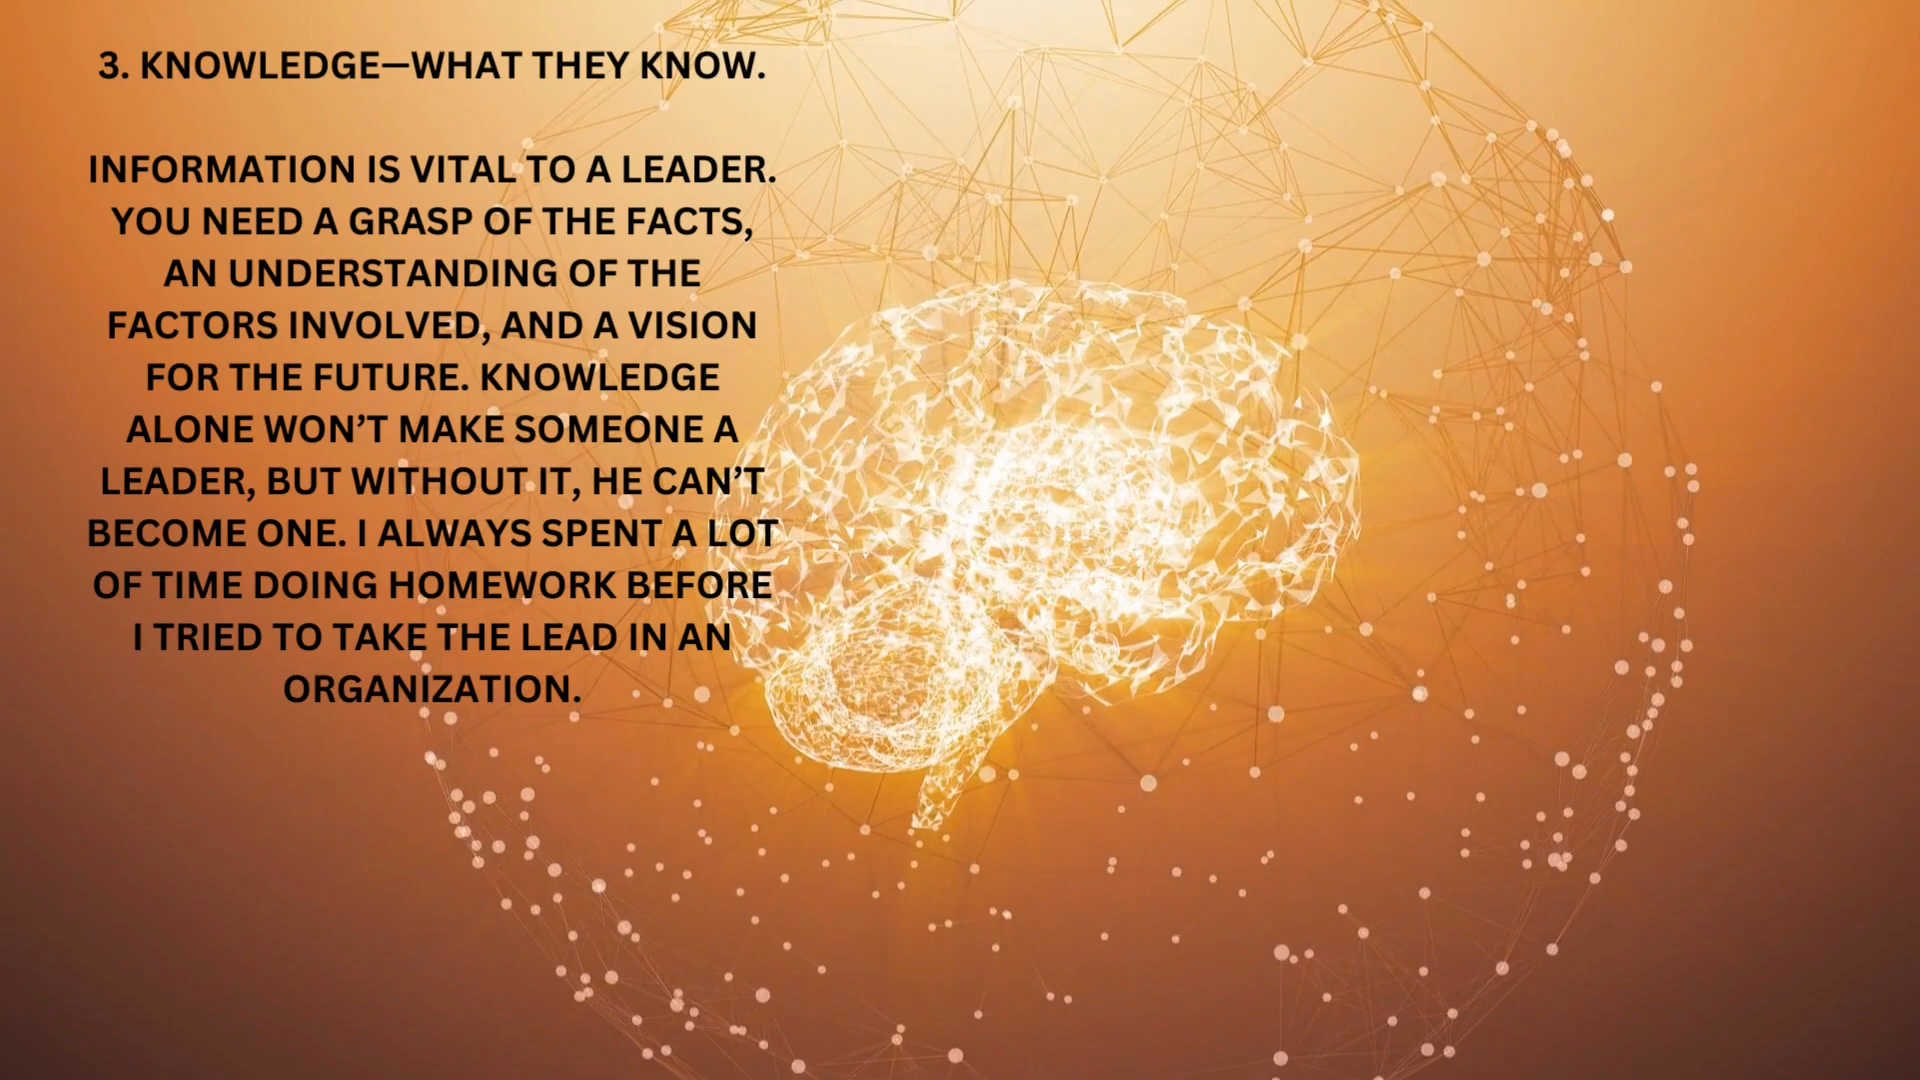 3. KNOWLEDGE—WHAT THEY KNOW.
INFORMATION IS VITAL TO A LEADER.
YOU NEED A GRASP OF THE FACTS,
AN UNDERSTANDING OF THE
FACTORS INVOLVED, AND A VISION
FOR THE FUTURE. KNOWLEDGE
ALONE WON’T MAKE SOMEONE A
LEADER, BUT WITHOUT IT, HE CAN’T
BECOME ONE. I ALWAYS SPENT A LOT
OF TIME DOING HOMEWORK BEFORE
I TRIED TO TAKE THE LEAD IN AN
ORGANIZATION.